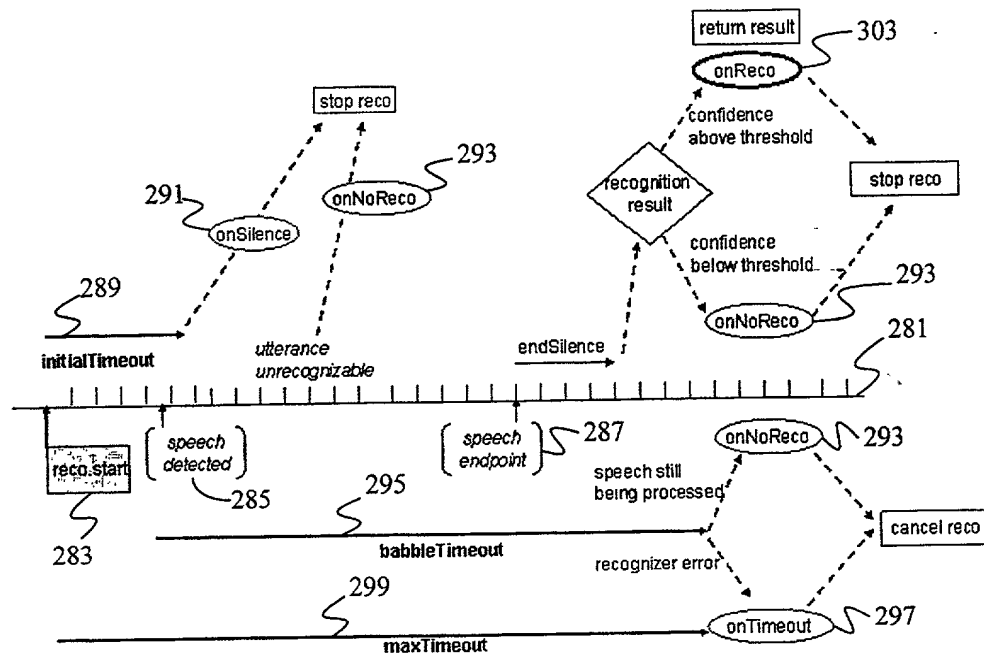 return result
303
onReco
stop reco
confidence
above threshold
293
291
onNoReco
recognition
result
stop reco
onSilence
confidence
below threshold
293
289
onNoReco
281
endSilence
initialTimeout
utterance
unrecognizable
reco.start
speech
detected
speech
endpoint
287
onNoReco
293
285
295
speech still
being processed
283
babbleTimeout
cancel reco
recognizer error
299
onTimeout
297
maxTimeout